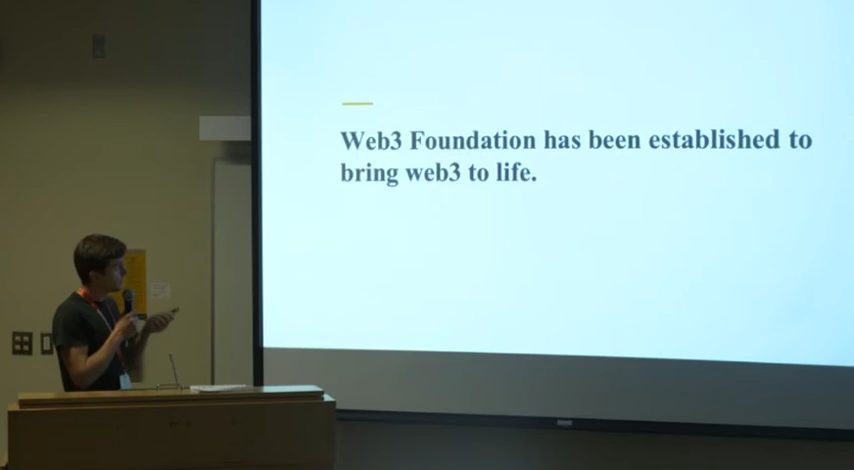 Web3 Foundation has been established to
bring web3 to life.